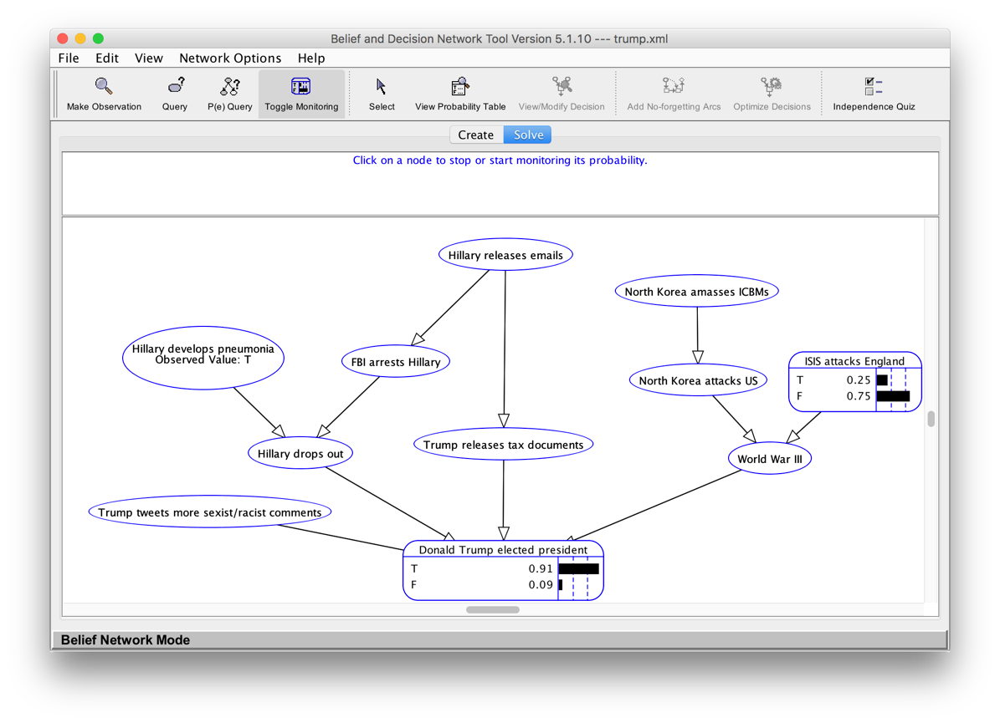 Belief and Decision Network Tool Version 5.1.10 --- trump.xml
File Edit View Network Options Help
Make Observation Query P(e) Query Toggle Monitoring Select View Probability Table View/Modify Decision Add No-forgetting Arcs Optimize Decisions Independence Quiz
Create Solve
Click on a node to stop or start monitoring its probability.
Hillary releases emails
North Korea amasses ICBMs
Hillary develops pneumonia
Observed Value: T
FBI arrests Hillary
ISIS attacks England
T 0.25
F 0.75
North Korea attacks US
Trump releases tax documents
Hillary drops out
World War III
Trump tweets more sexist/racist comments
Donald Trump elected president
T 0.91
F 0.09
Belief Network Mode